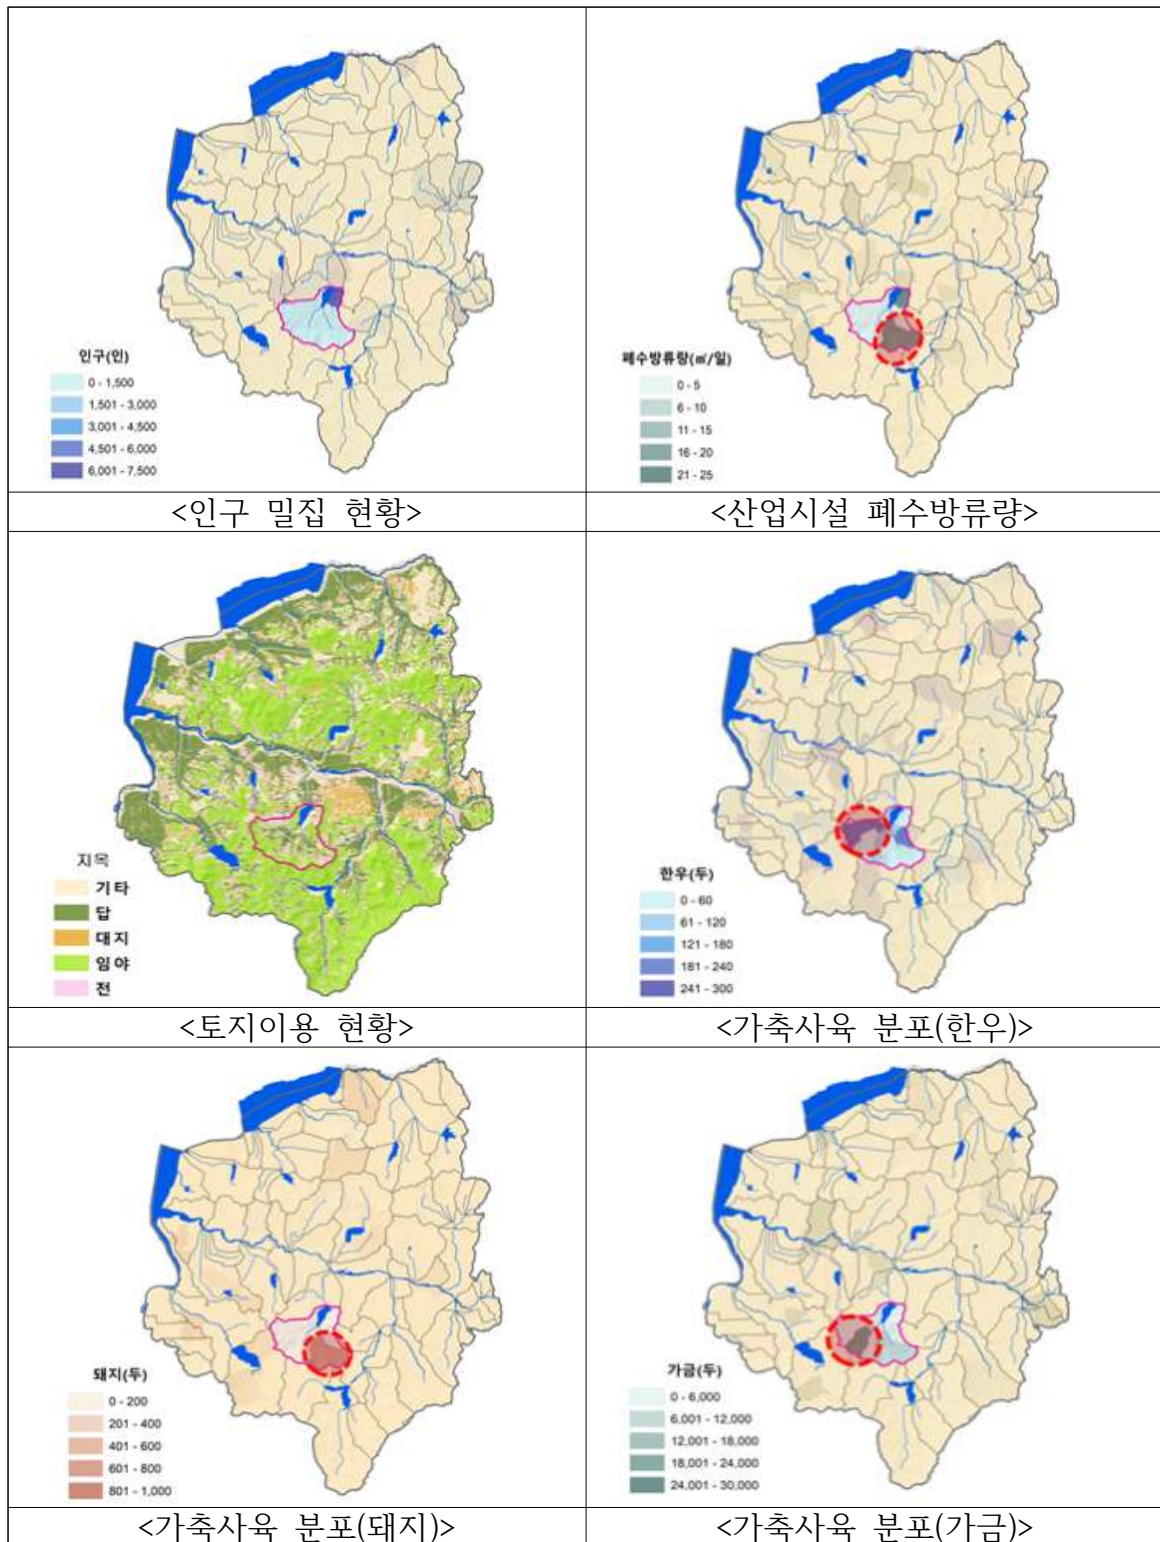 인구(인)
0 - 1,500
1,501 - 3,000
3,001 - 4,500
4,501 - 6,000
6,001 - 7,500
<인구 밀집 현황>
폐수방류량(㎥/일)
0 - 5
6 - 10
11 - 15
16 - 20
21 - 25
<산업시설 폐수방류량>
지목
기타
답
대지
임야
전
<토지이용 현황>
한우(두)
0 - 60
61 - 120
121 - 180
181 - 240
241 - 300
<가축사육 분포(한우)>
돼지(두)
0 - 200
201 - 400
401 - 600
601 - 800
801 - 1,000
<가축사육 분포(돼지)>
가금(두)
0 - 6,000
6,001 - 12,000
12,001 - 18,000
18,001 - 24,000
24,001 - 30,000
<가축사육 분포(가금)>